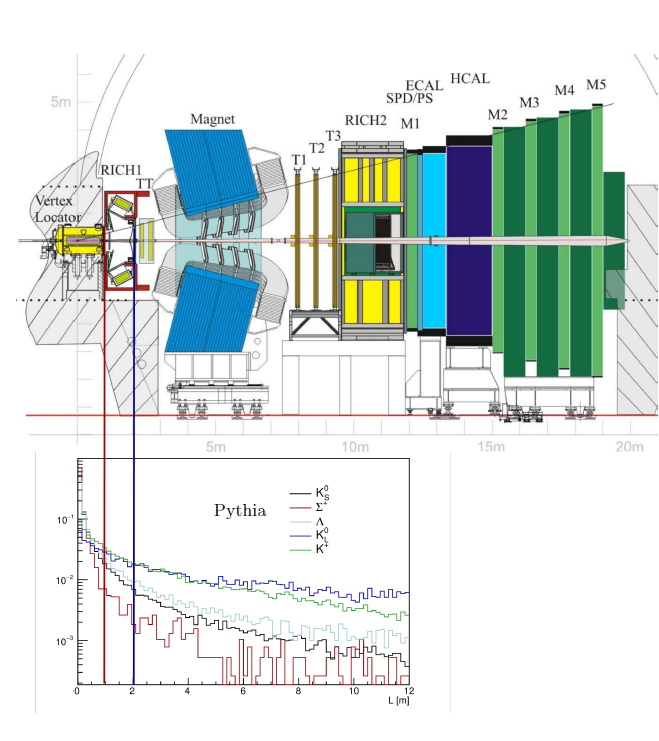 HCAL
ECAL
SPD/PS
M5
M4
M3
M2
M1
5m
Magnet
RICH2
T3
T2
T1
RICH1
TT
Vertex
Locator
5m
10m
15m
20m
Pythia
K⁰S
Σ⁺
Λ
K⁰L
K⁺
10⁻¹
10⁻²
10⁻³
0
2
4
6
8
10
12
L [m]